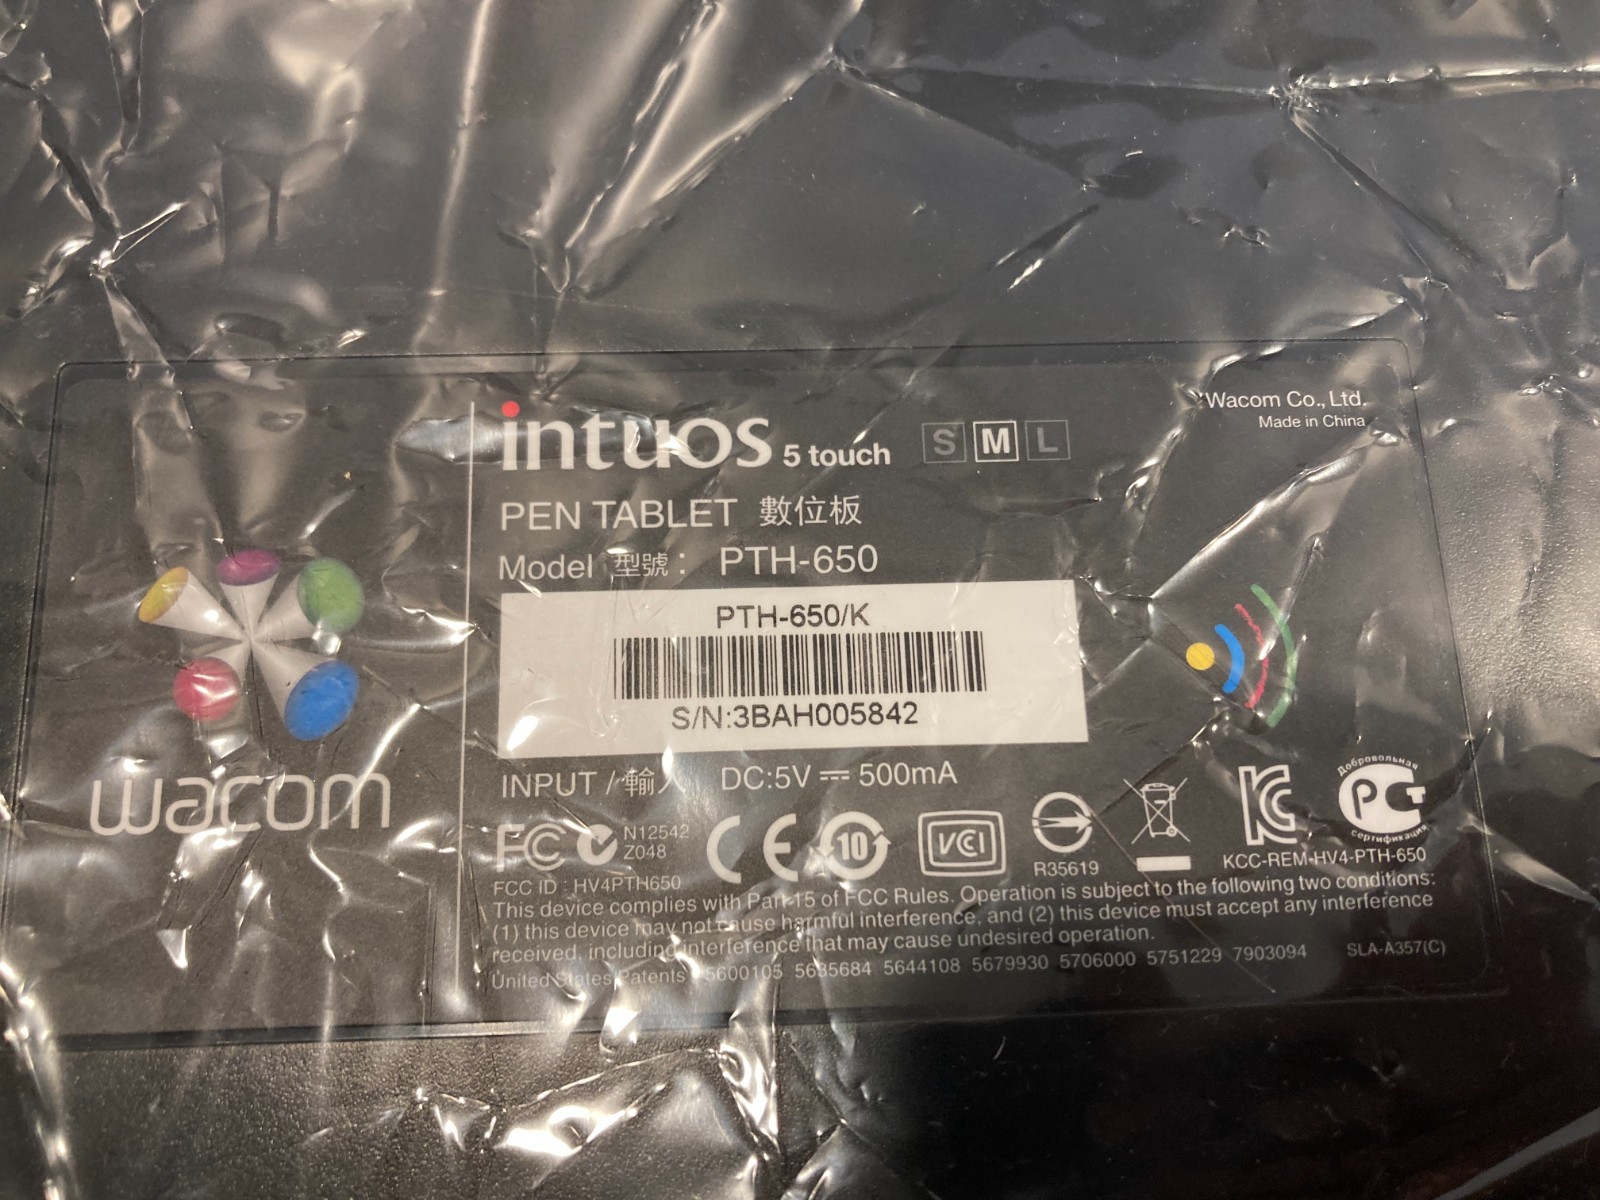 Wacom Co., Ltd.
Made in China
intuos 5 touch S M L
PEN TABLET 數位板
Model 型號： PTH-650
PTH-650/K
S/N:3BAH005842
wacom
INPUT / 輸入 DC:5V ⎓ 500mA
FC N12542
Z048
CE 10 VCI
R35619
KC
KCC-REM-HV4-PTH-650
Добровольная
РСТ
сертификация
FCC ID : HV4PTH650
This device complies with Part 15 of FCC Rules. Operation is subject to the following two conditions:
(1) this device may not cause harmful interference, and (2) this device must accept any interference
received, including interference that may cause undesired operation.
United States Patents 5600105 5635684 5644108 5679930 5706000 5751229 7903094 SLA-A357(C)